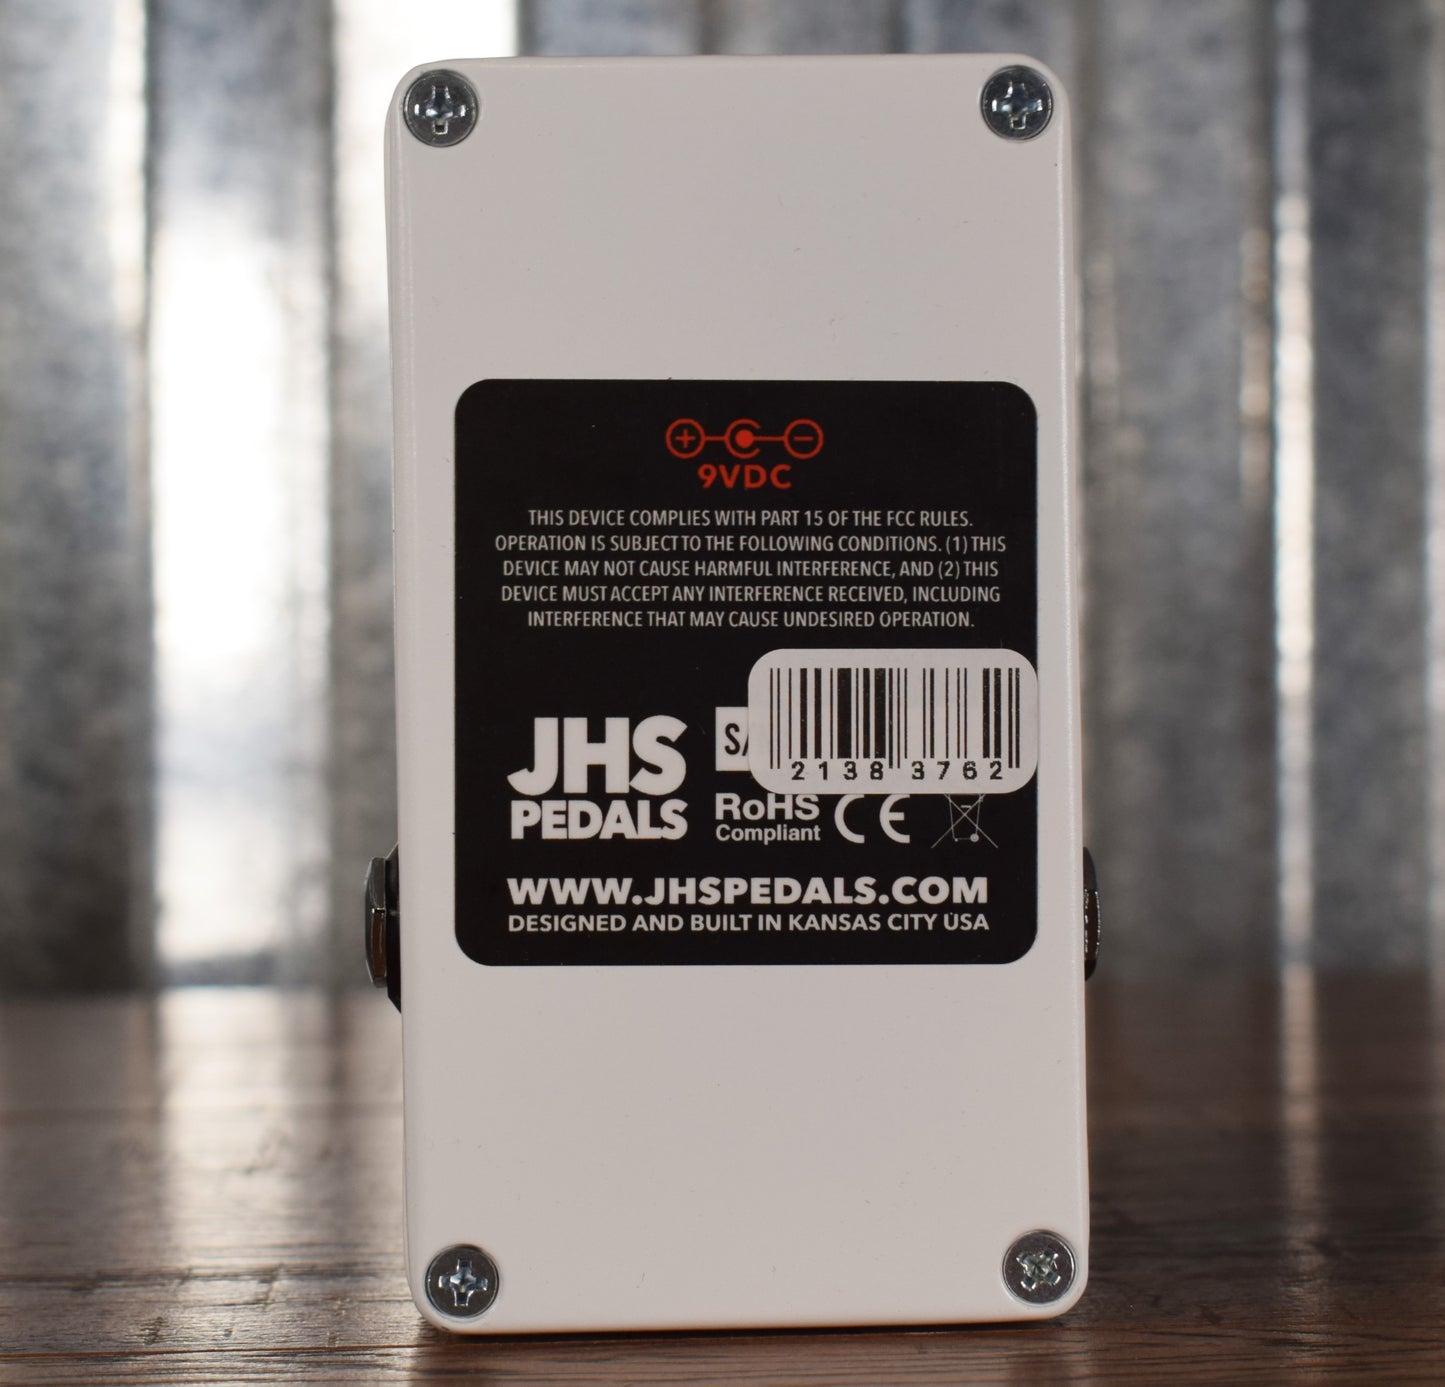 9VDC
THIS DEVICE COMPLIES WITH PART 15 OF THE FCC RULES.
OPERATION IS SUBJECT TO THE FOLLOWING CONDITIONS. (1) THIS
DEVICE MAY NOT CAUSE HARMFUL INTERFERENCE, AND (2) THIS
DEVICE MUST ACCEPT ANY INTERFERENCE RECEIVED, INCLUDING
INTERFERENCE THAT MAY CAUSE UNDESIRED OPERATION.
JHS
PEDALS
21383762
RoHS
Compliant
CE
WWW.JHSPEDALS.COM
DESIGNED AND BUILT IN KANSAS CITY USA